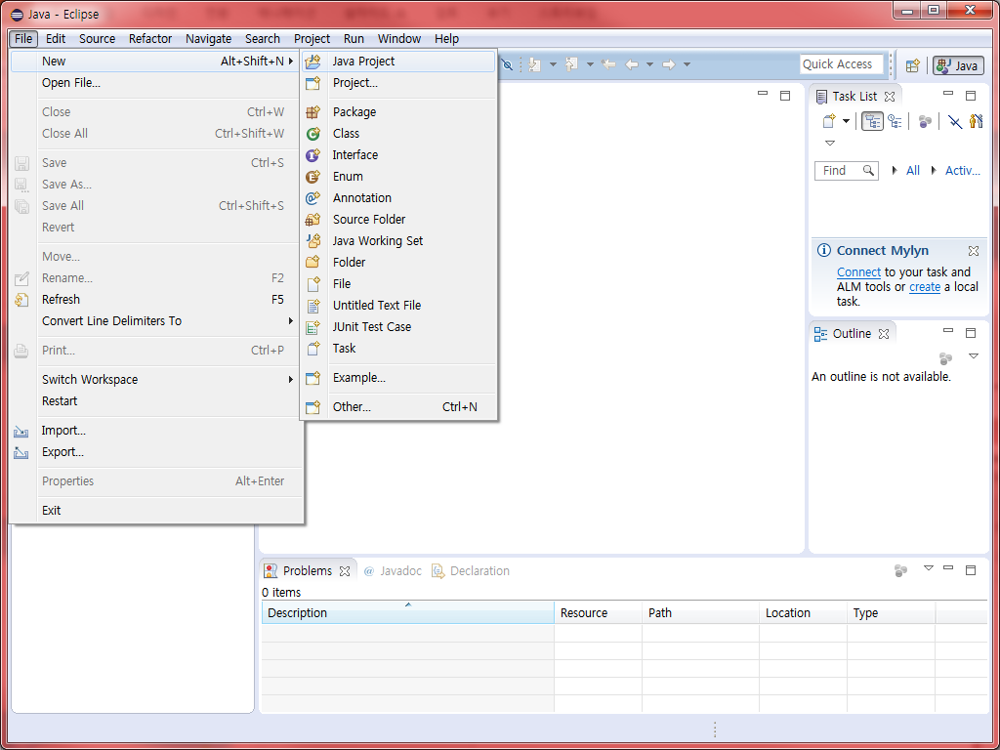 Java - Eclipse
File Edit Source Refactor Navigate Search Project Run Window Help
New Alt+Shift+N
Open File...
Close Ctrl+W
Close All Ctrl+Shift+W
Save Ctrl+S
Save As...
Save All Ctrl+Shift+S
Revert
Move...
Rename... F2
Refresh F5
Convert Line Delimiters To
Print... Ctrl+P
Switch Workspace
Restart
Import...
Export...
Properties Alt+Enter
Exit
Java Project
Project...
Package
Class
Interface
Enum
Annotation
Source Folder
Java Working Set
Folder
File
Untitled Text File
JUnit Test Case
Task
Example...
Other... Ctrl+N
Quick Access
Java
Task List
Find All Activ...
Connect Mylyn
Connect to your task and
ALM tools or create a local
task.
Outline
An outline is not available.
Problems @ Javadoc Declaration
0 items
Description Resource Path Location Type